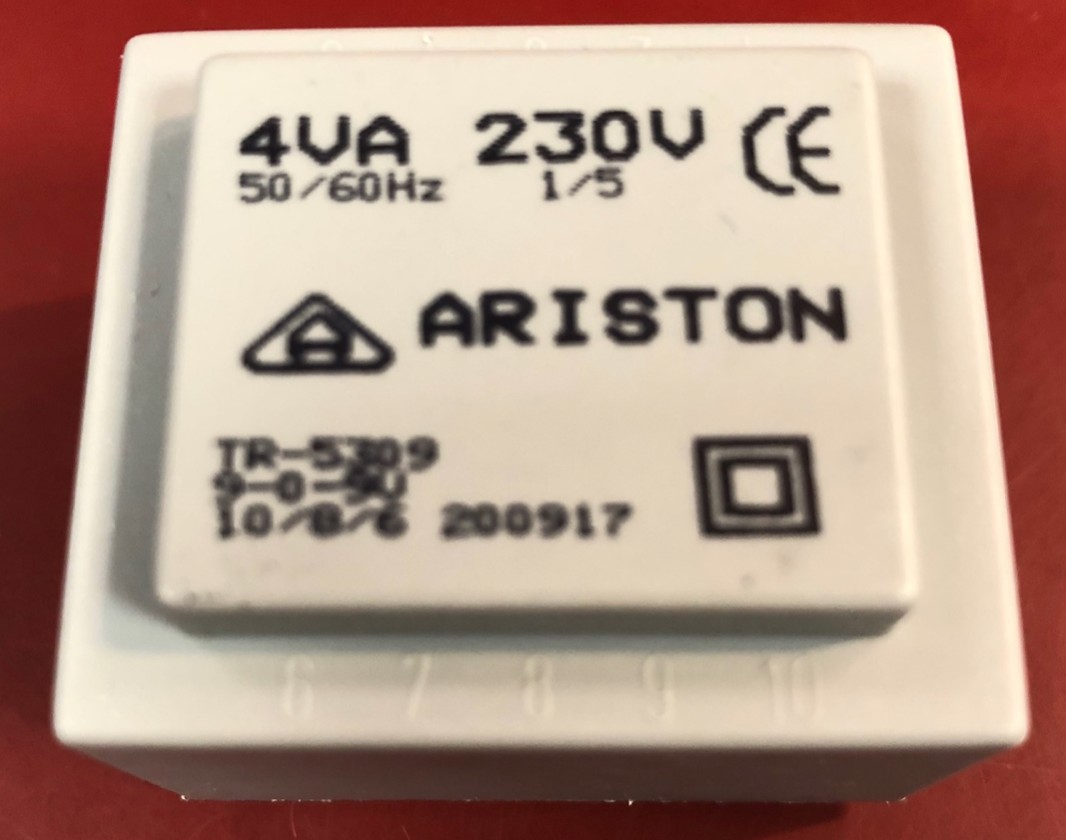 4VA 230V CE
50/60Hz 1/5
A ARISTON
TR-5309
9-0-9V
10/8/6 200917
6 7 8 9 10